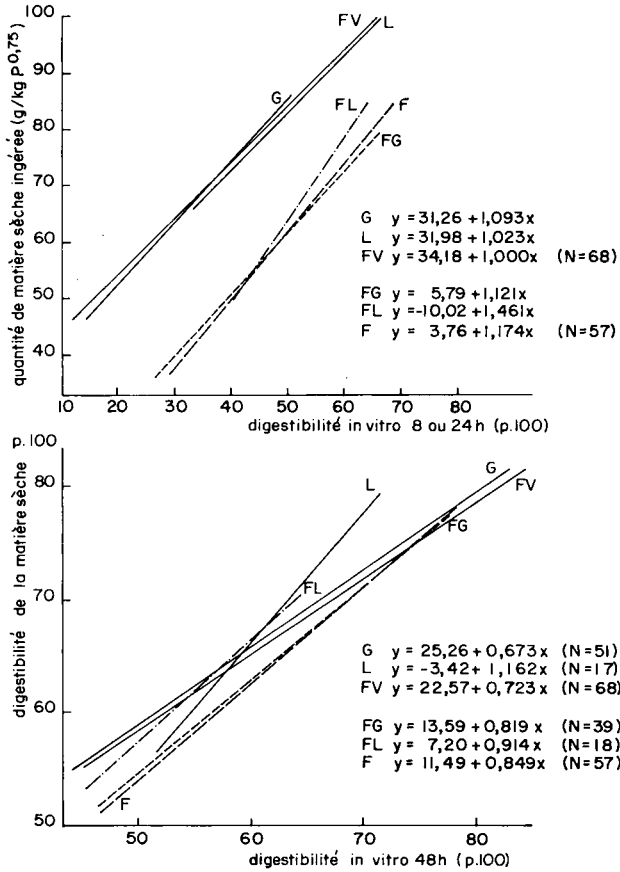 quantité de matière sèche ingérée (g/kg P0,75)
100
90
80
70
60
50
40
FV
L
G
FL
F
FG
G y = 31,26 + 1,093x
L y = 31,98 + 1,023x
FV y = 34,18 + 1,000x (N=68)
FG y = 5,79 + 1,121x
FL y = -10,02 + 1,461x
F y = 3,76 + 1,174x (N=57)
10 20 30 40 50 60 70 80
digestibilité in vitro 8 ou 24h (p.100)
p.100
digestibilité de la matière sèche
80
70
60
50
G
L
FV
FG
FL
F
G y = 25,26 + 0,673x (N=51)
L y = -3,42 + 1,162x (N=17)
FV y = 22,57 + 0,723x (N=68)
FG y = 13,59 + 0,819 x (N=39)
FL y = 7,20 + 0,914x (N=18)
F y = 11,49 + 0,849x (N=57)
50 60 70 80
digestibilité in vitro 48h (p.100)